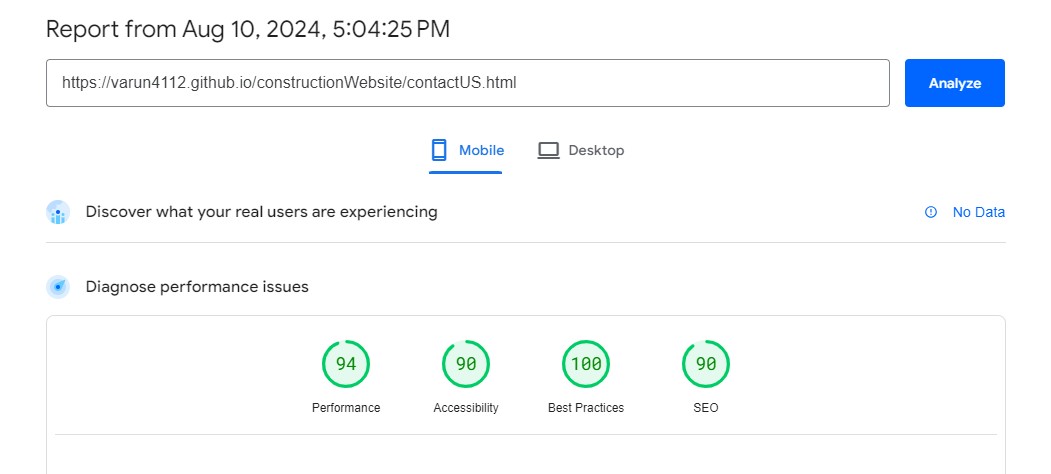 Report from Aug 10, 2024, 5:04:25 PM
https://varun4112.github.io/constructionWebsite/contactUS.html
Analyze
Mobile Desktop
Discover what your real users are experiencing No Data
Diagnose performance issues
94 90 100 90
Performance Accessibility Best Practices SEO